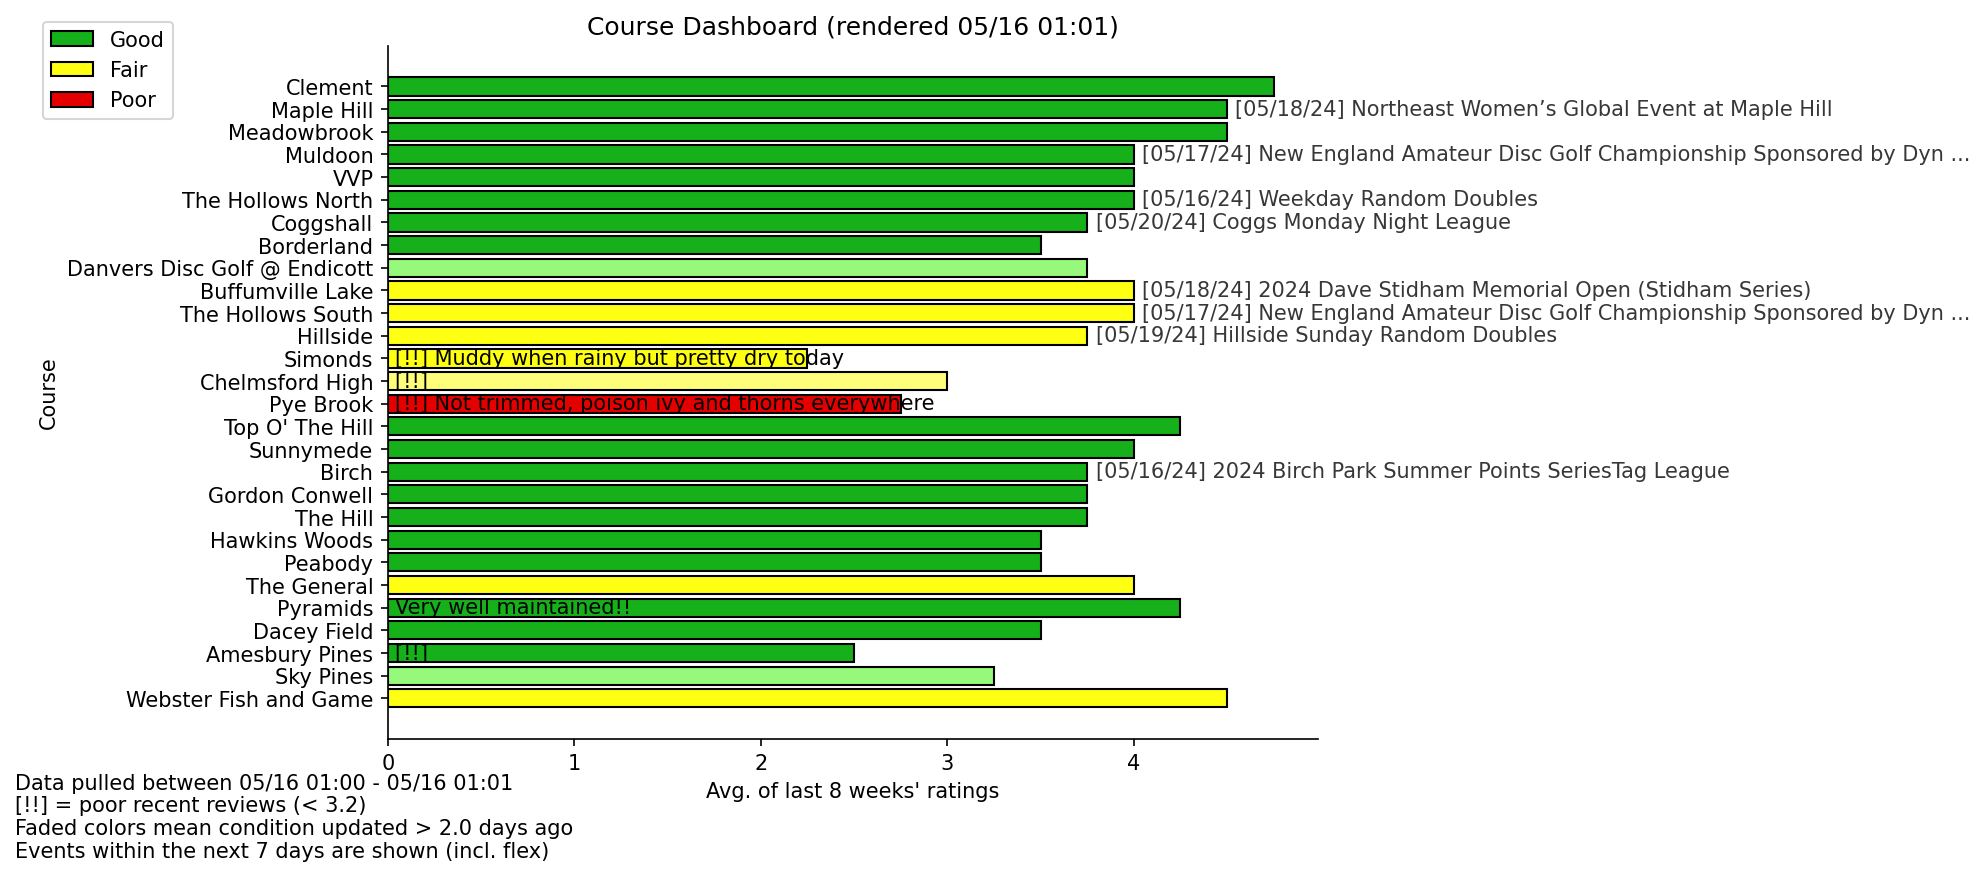 Course Dashboard (rendered 05/16 01:01)
Good
Fair
Poor
Course
Clement
Maple Hill [05/18/24] Northeast Women’s Global Event at Maple Hill
Meadowbrook
Muldoon [05/17/24] New England Amateur Disc Golf Championship Sponsored by Dyn ...
VVP
The Hollows North [05/16/24] Weekday Random Doubles
Coggshall [05/20/24] Coggs Monday Night League
Borderland
Danvers Disc Golf @ Endicott
Buffumville Lake [05/18/24] 2024 Dave Stidham Memorial Open (Stidham Series)
The Hollows South [05/17/24] New England Amateur Disc Golf Championship Sponsored by Dyn ...
Hillside [05/19/24] Hillside Sunday Random Doubles
Simonds [!!] Muddy when rainy but pretty dry today
Chelmsford High [!!]
Pye Brook [!!] Not trimmed, poison ivy and thorns everywhere
Top O' The Hill
Sunnymede
Birch [05/16/24] 2024 Birch Park Summer Points SeriesTag League
Gordon Conwell
The Hill
Hawkins Woods
Peabody
The General
Pyramids Very well maintained!!
Dacey Field
Amesbury Pines [!!]
Sky Pines
Webster Fish and Game
0 1 2 3 4
Avg. of last 8 weeks' ratings
Data pulled between 05/16 01:00 - 05/16 01:01
[!!] = poor recent reviews (< 3.2)
Faded colors mean condition updated > 2.0 days ago
Events within the next 7 days are shown (incl. flex)